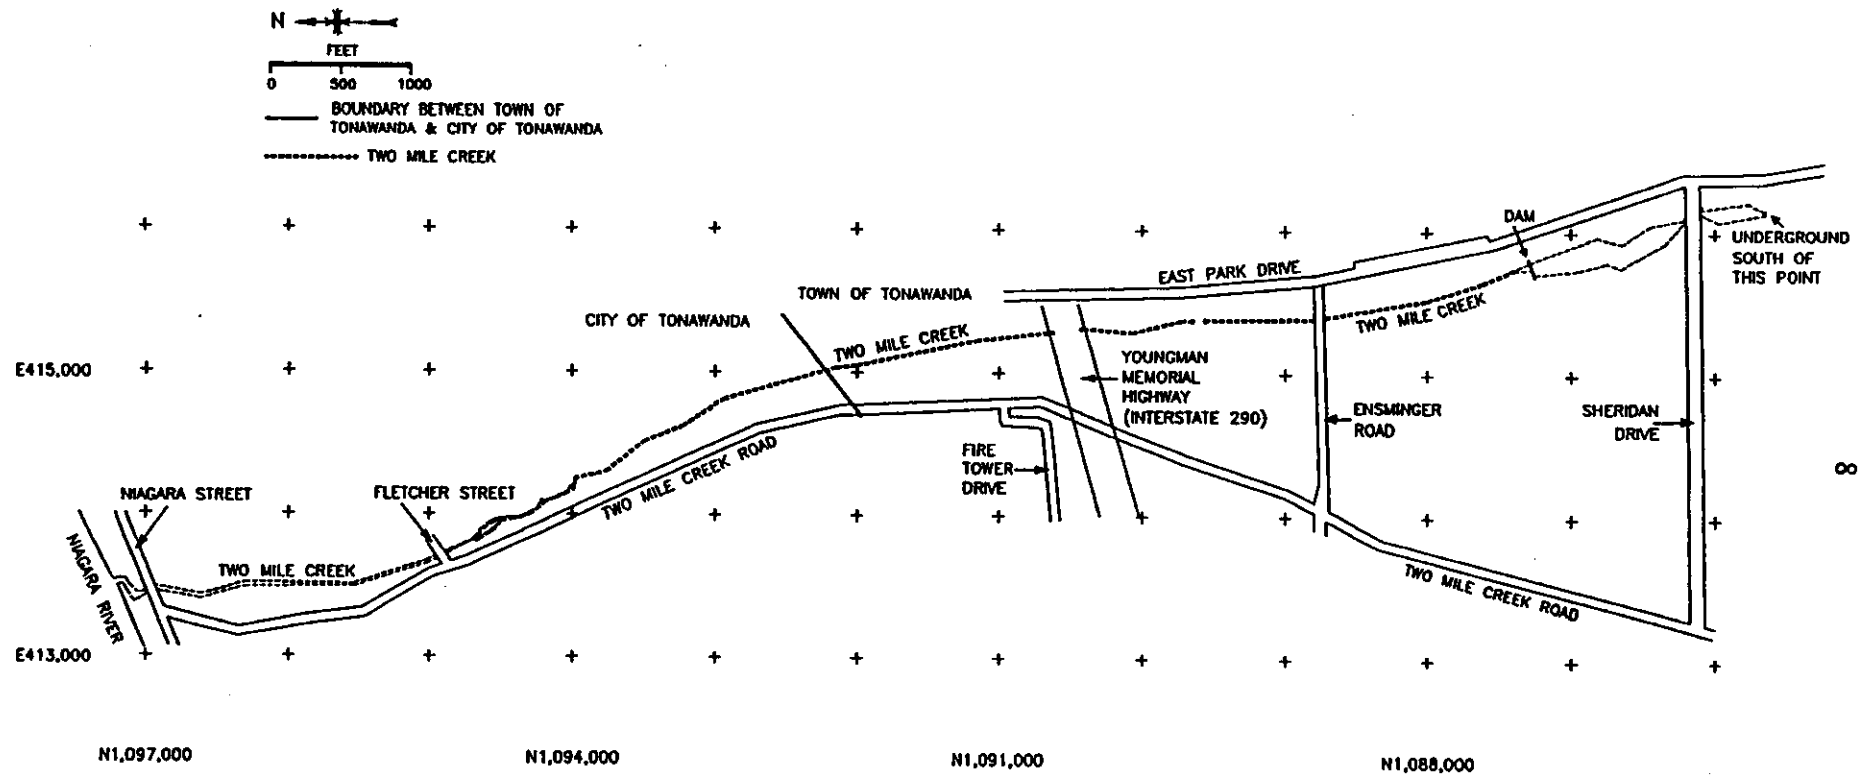 N
FEET
0 500 1000
BOUNDARY BETWEEN TOWN OF
TONAWANDA & CITY OF TONAWANDA
TWO MILE CREEK
DAM
UNDERGROUND
SOUTH OF
THIS POINT
EAST PARK DRIVE
TOWN OF TONAWANDA
CITY OF TONAWANDA
TWO MILE CREEK
TWO MILE CREEK
E415,000
YOUNGMAN
MEMORIAL
HIGHWAY
(INTERSTATE 290)
ENSMINGER
ROAD
SHERIDAN
DRIVE
FIRE
TOWER
DRIVE
8
NIAGARA STREET
FLETCHER STREET
TWO MILE CREEK ROAD
NIAGARA RIVER
TWO MILE CREEK
TWO MILE CREEK ROAD
E413,000
N1,097,000
N1,094,000
N1,091,000
N1,088,000